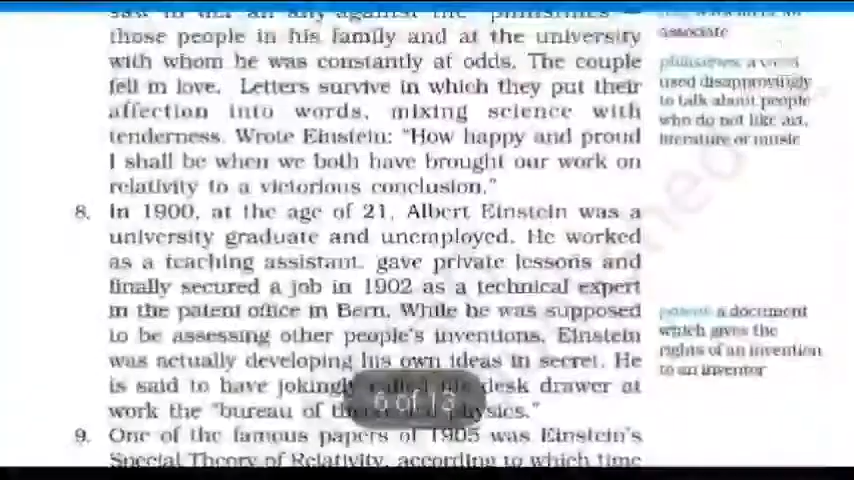 those people in his family and at the university
with whom he was constantly at odds. The couple
fell in love. Letters survive in which they put their
affection into words, mixing science with
tenderness. Wrote Einstein: “How happy and proud
I shall be when we both have brought our work on
relativity to a victorious conclusion.”
8. In 1900, at the age of 21, Albert Einstein was a
university graduate and unemployed. He worked
as a teaching assistant, gave private lessons and
finally secured a job in 1902 as a technical expert
in the patent office in Bern. While he was supposed
to be assessing other people’s inventions, Einstein
was actually developing his own ideas in secret. He
is said to have jokingly called his desk drawer at
work the “bureau of theoretical physics.”
9. One of the famous papers of 1905 was Einstein’s
Special Theory of Relativity, according to which time
associate
philistines: a word
used disapprovingly
to talk about people
who do not like art,
literature or music
patent: a document
which gives the
rights of an invention
to an inventor
6 of 13